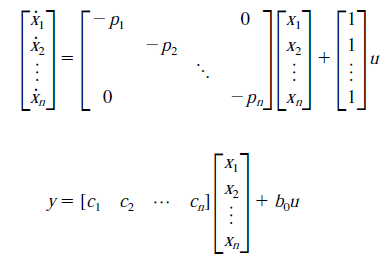 ẋ₁ −p₁ 0 x₁ 1
ẋ₂ −p₂ x₂ 1
⋮ = ⋱ ⋮ + ⋮ u
ẋₙ 0 −pₙ xₙ 1
x₁
y = [c₁ c₂ ⋯ cₙ] x₂ + b₀u
⋮
xₙ